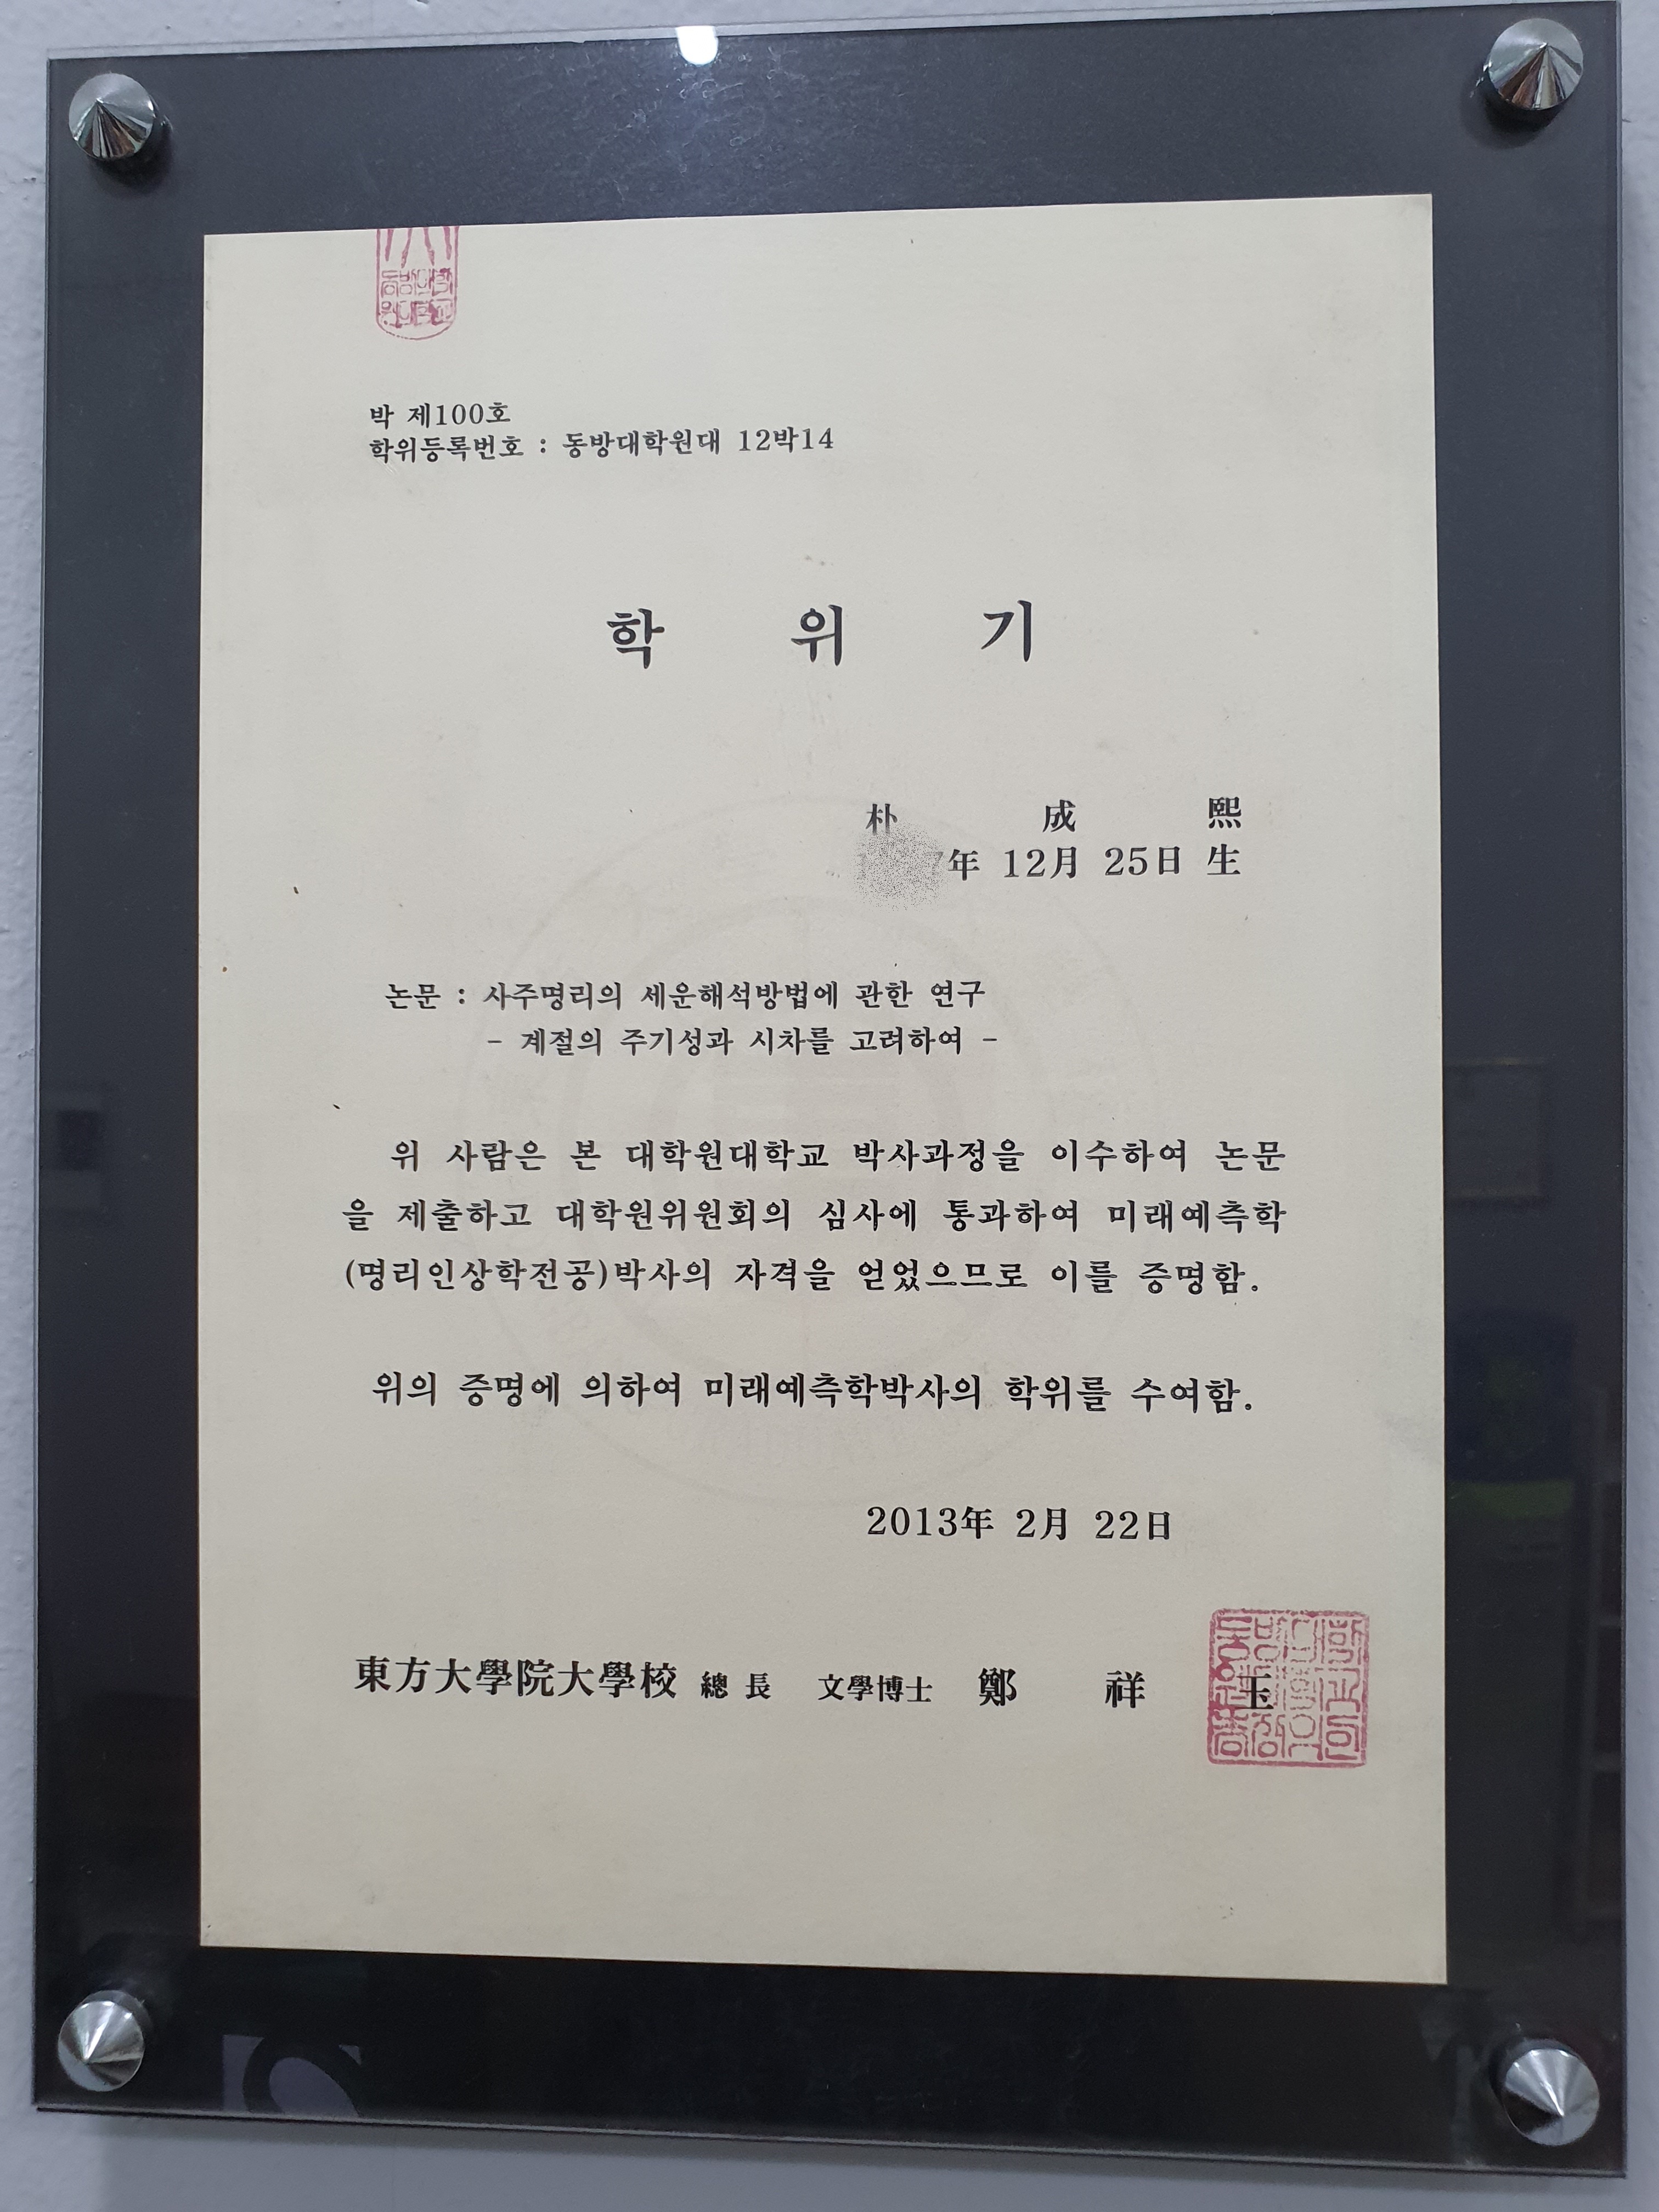 박 제100호
학위등록번호 : 동방대학원대 12박14
학 위 기
朴 成 熙
年 12月 25日 生
논문 : 사주명리의 세운해석방법에 관한 연구
- 계절의 주기성과 시차를 고려하여 -
위 사람은 본 대학원대학교 박사과정을 이수하여 논문
을 제출하고 대학원위원회의 심사에 통과하여 미래예측학
(명리인상학전공)박사의 자격을 얻었으므로 이를 증명함.
위의 증명에 의하여 미래예측학박사의 학위를 수여함.
2013年 2月 22日
東方大學院大學校 總 長 文學博士 鄭 祥 玉